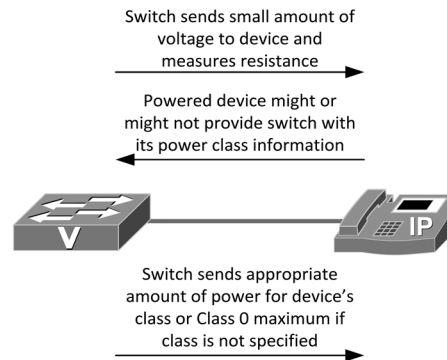 Switch sends small amount of
voltage to device and
measures resistance
Powered device might or
might not provide switch with
its power class information
V
IP
Switch sends appropriate
amount of power for device's
class or Class 0 maximum if
class is not specified